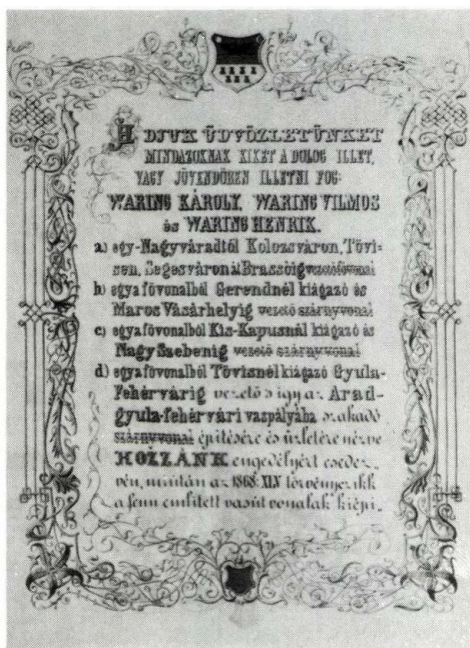 ADJUK ÜDVÖZLETÜNKET
MINDAZOKNAK KIKET A DOLOG ILLET,
VAGY JÖVENDŐBEN ILLETNI FOG:
WARING KÁROLY, WARING VILMOS
és WARING HENRIK.
a) egy-Nagyváradtól Kolozsváron, Tövi-
sen, Segesváron át Brassóig vezető fővonal
b) egy a fővonalból Gerendnél kiágazó és
Maros Vásárhelyig vezető szárnyvonal
c) egy a fővonalból Kis-Kapusnál kiágazó és
Nagy Szebenig vezető szárnyvonal
d) egy a fővonalból Tövisnél kiágazó Gyula-
Fehérvárig vezető s így az Arad-
gyula-fehérvári vaspályába szakadó
szárnyvonal építésére és üzletére nézve
HOZZÁNK engedélyért esedez-
vén, miután az 1868: XLV törvényczikk
a fenn említett vasút vonalak kiépí-